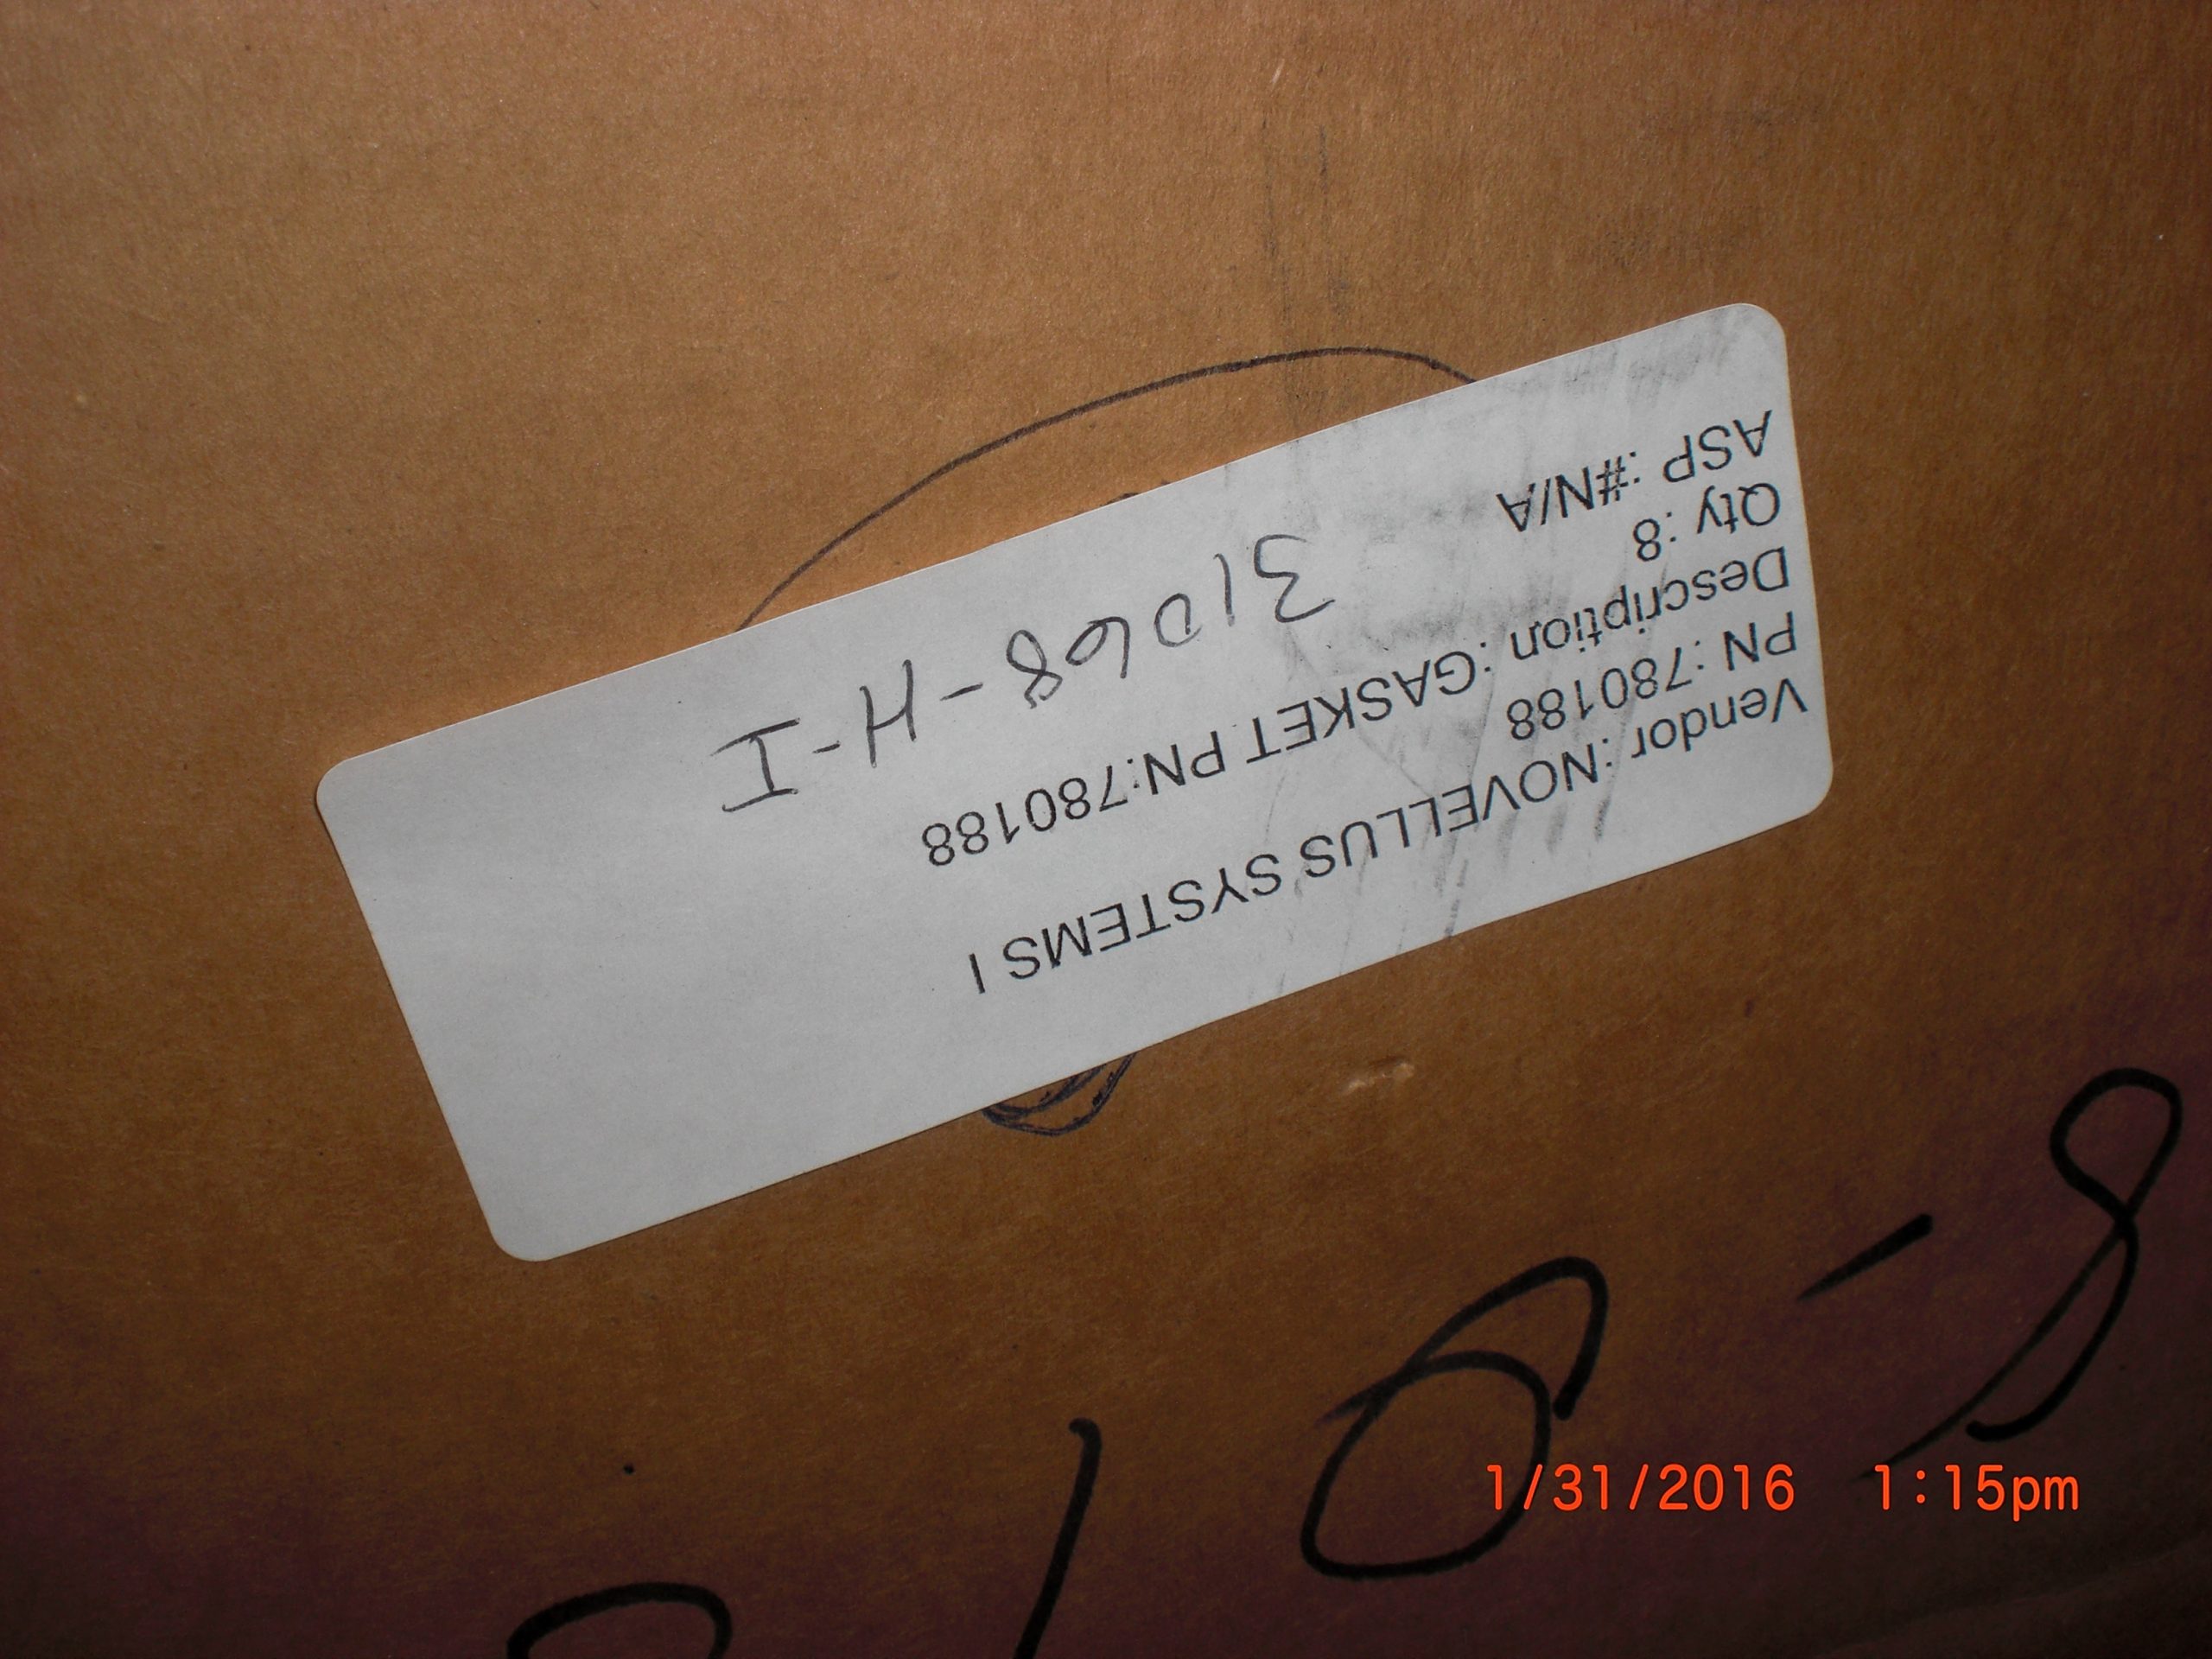 Vendor :NOVELLUS SYSTEMS I
PN :780188
Description :GASKET PN:780188
Qty :8
ASP :#N/A
31068-H-I
1/31/2016 1:15pm